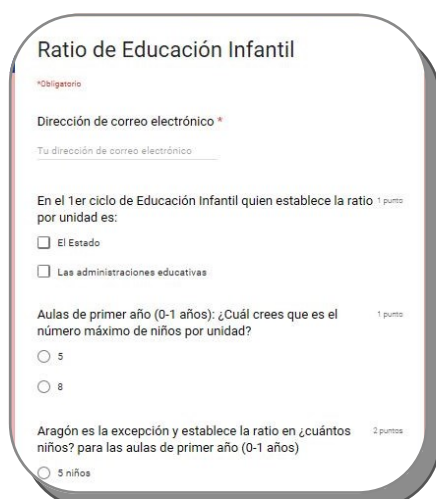 Ratio de Educación Infantil
*Obligatorio
Dirección de correo electrónico *
Tu dirección de correo electrónico
En el 1er ciclo de Educación Infantil quien establece la ratio 1 punto
por unidad es:
El Estado
Las administraciones educativas
Aulas de primer año (0-1 años): ¿Cuál crees que es el 1 punto
número máximo de niños por unidad?
5
8
Aragón es la excepción y establece la ratio en ¿cuántos 2 puntos
niños? para las aulas de primer año (0-1 años)
5 niños